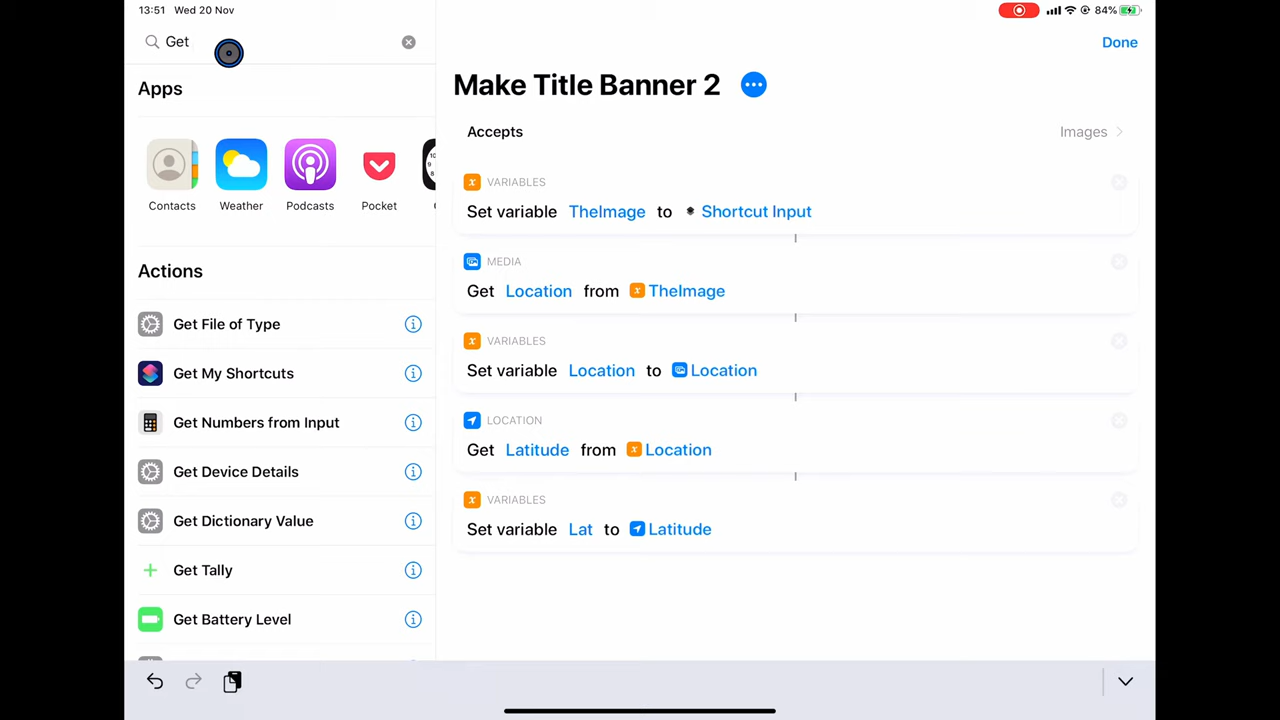 13:51 Wed 20 Nov
84%
Get
Done
Apps
Make Title Banner 2
Accepts
Images
Contacts
Weather
Podcasts
Pocket
VARIABLES
Set variable TheImage to Shortcut Input
MEDIA
Get Location from TheImage
VARIABLES
Set variable Location to Location
LOCATION
Get Latitude from Location
VARIABLES
Set variable Lat to Latitude
Actions
Get File of Type
Get My Shortcuts
Get Numbers from Input
Get Device Details
Get Dictionary Value
Get Tally
Get Battery Level